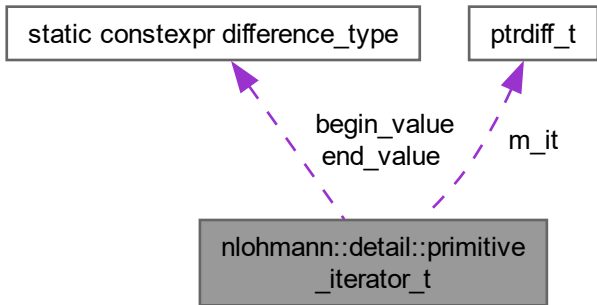 static constexpr difference_type
ptrdiff_t
begin_value
end_value
m_it
nlohmann::detail::primitive
_iterator_t